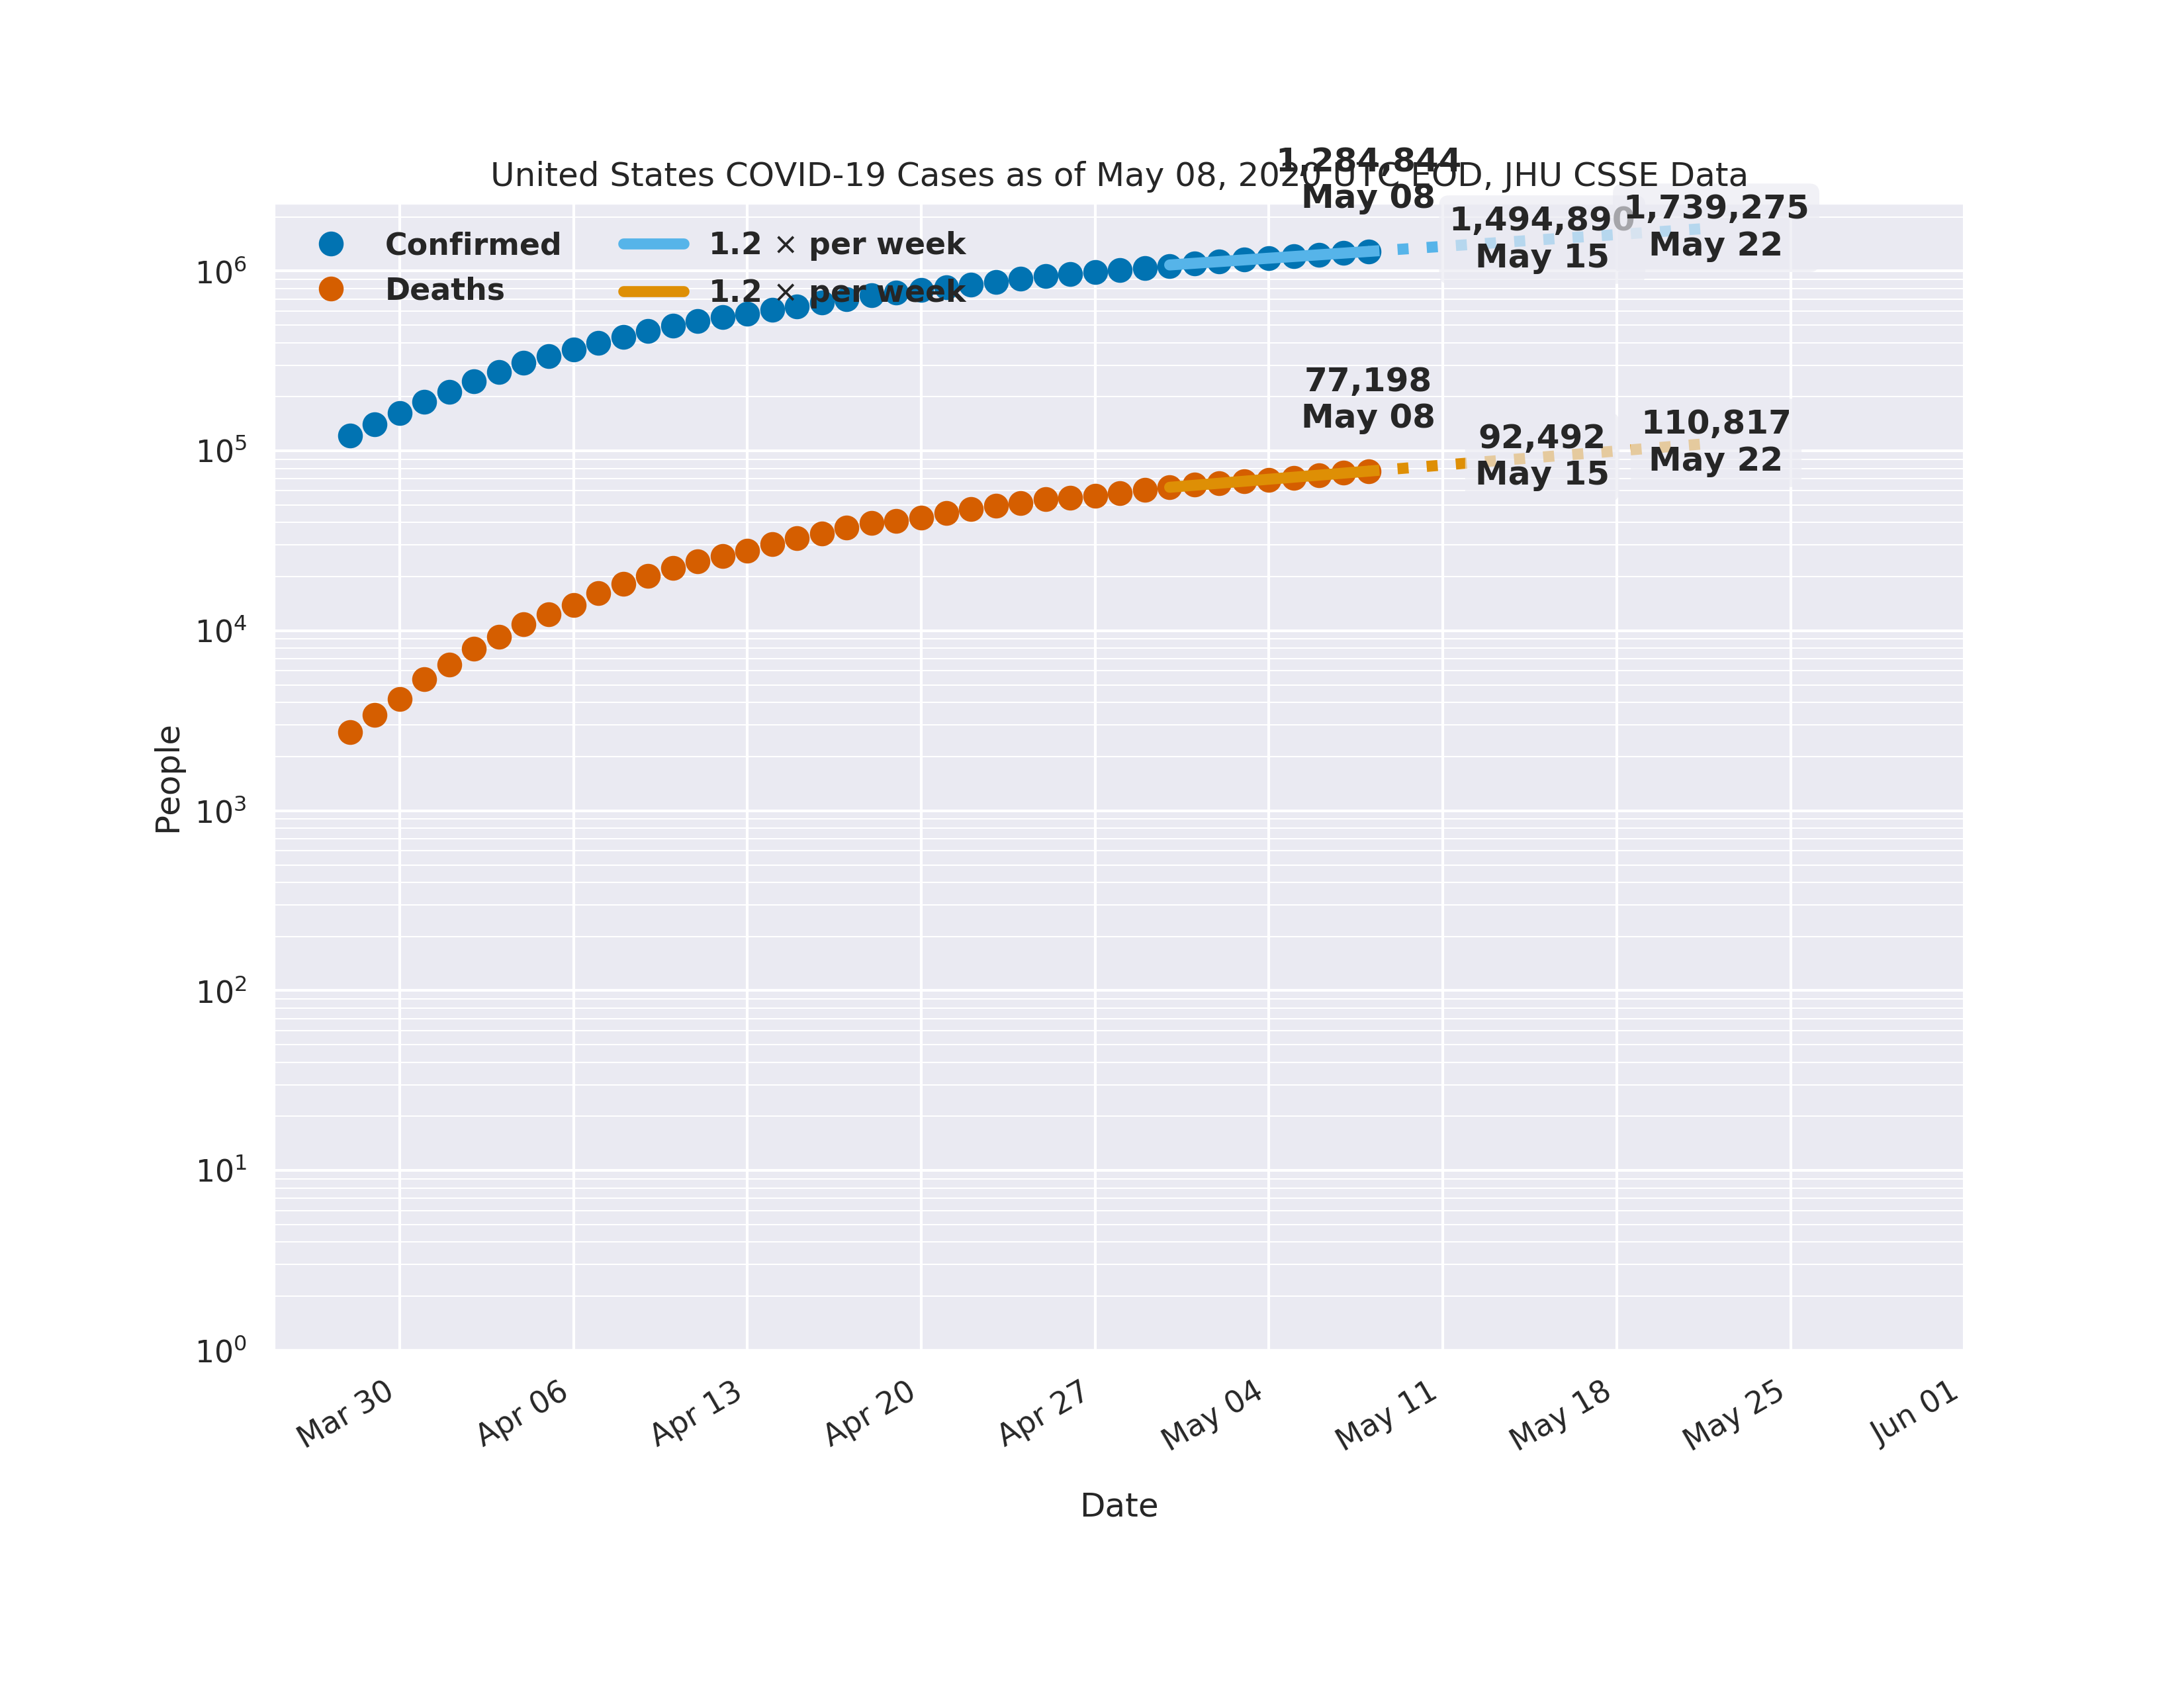 United States COVID-19 Cases as of May 08, 2020 UTC EOD, JHU CSSE Data
1,284,844
May 08
1,494,890
May 15
1,739,275
May 22
Confirmed
Deaths
1.2 × per week
1.2 × per week
77,198
May 08
92,492
May 15
110,817
May 22
People
10⁶
10⁵
10⁴
10³
10²
10¹
10⁰
Mar 30
Apr 06
Apr 13
Apr 20
Apr 27
May 04
May 11
May 18
May 25
Jun 01
Date